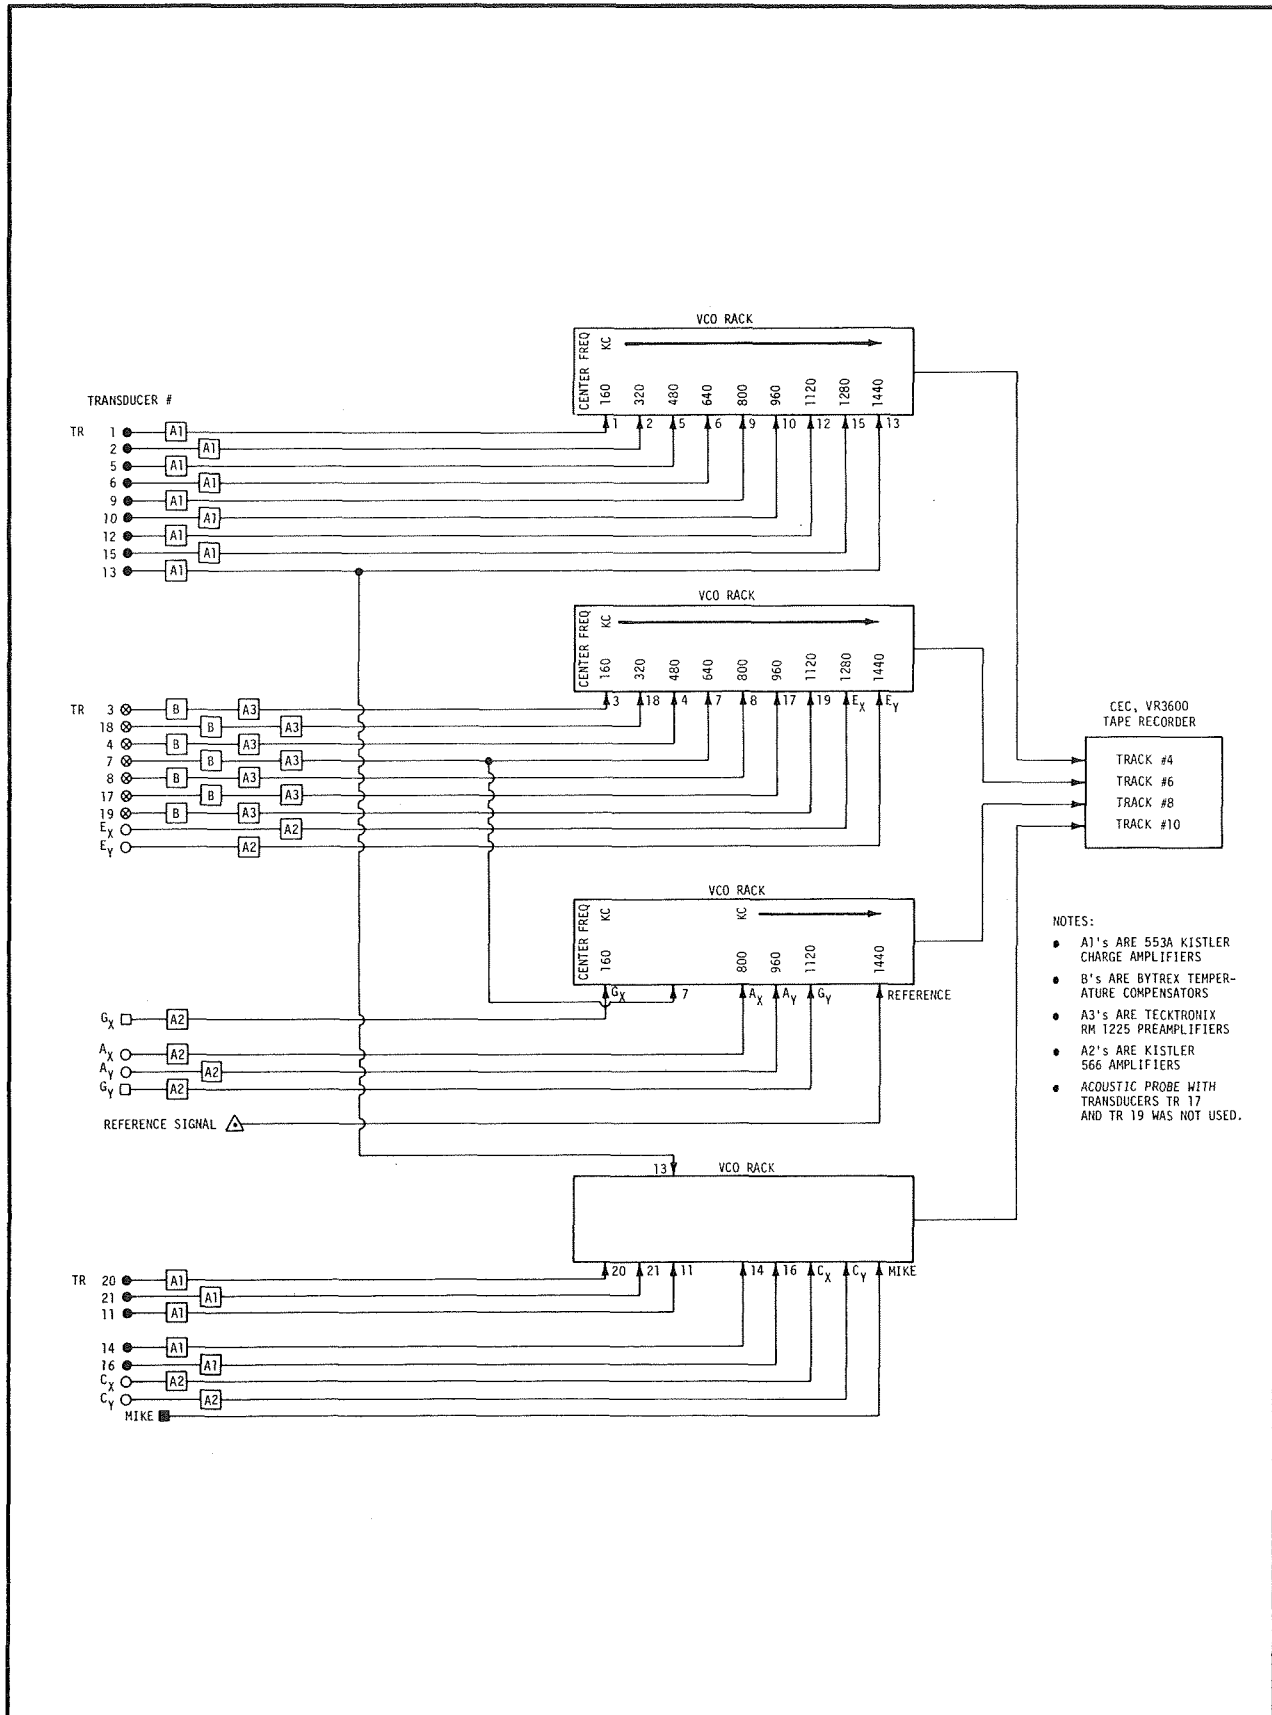 VCO RACK
CENTER FREQ
KC
160 320 480 640 800 960 1120 1280 1440
1 2 5 6 9 10 12 15 13
TRANSDUCER #
TR 1 A1
2 A1
5 A1
6 A1
9 A1
10 A1
12 A1
15 A1
13 A1
VCO RACK
CENTER FREQ
KC
160 320 480 640 800 960 1120 1280 1440
3 18 4 7 8 17 19 EX EY
TR 3 B A3
18 B A3
4 B A3
7 B A3
8 B A3
17 B A3
19 B A3
EX A2
EY A2
CEC, VR3600
TAPE RECORDER
TRACK #4
TRACK #6
TRACK #8
TRACK #10
VCO RACK
CENTER FREQ
KC KC
160 800 960 1120 1440
GX 7 AX AY GY REFERENCE
GX A2
AX A2
AY A2
GY A2
REFERENCE SIGNAL
NOTES:
• A1's ARE 553A KISTLER
CHARGE AMPLIFIERS
• B's ARE BYTREX TEMPER-
ATURE COMPENSATORS
• A3's ARE TECKTRONIX
RM 1225 PREAMPLIFIERS
• A2's ARE KISTLER
566 AMPLIFIERS
• ACOUSTIC PROBE WITH
TRANSDUCERS TR 17
AND TR 19 WAS NOT USED.
13 VCO RACK
20 21 11 14 16 CX CY MIKE
TR 20 A1
21 A1
11 A1
14 A1
16 A1
CX A2
CY A2
MIKE